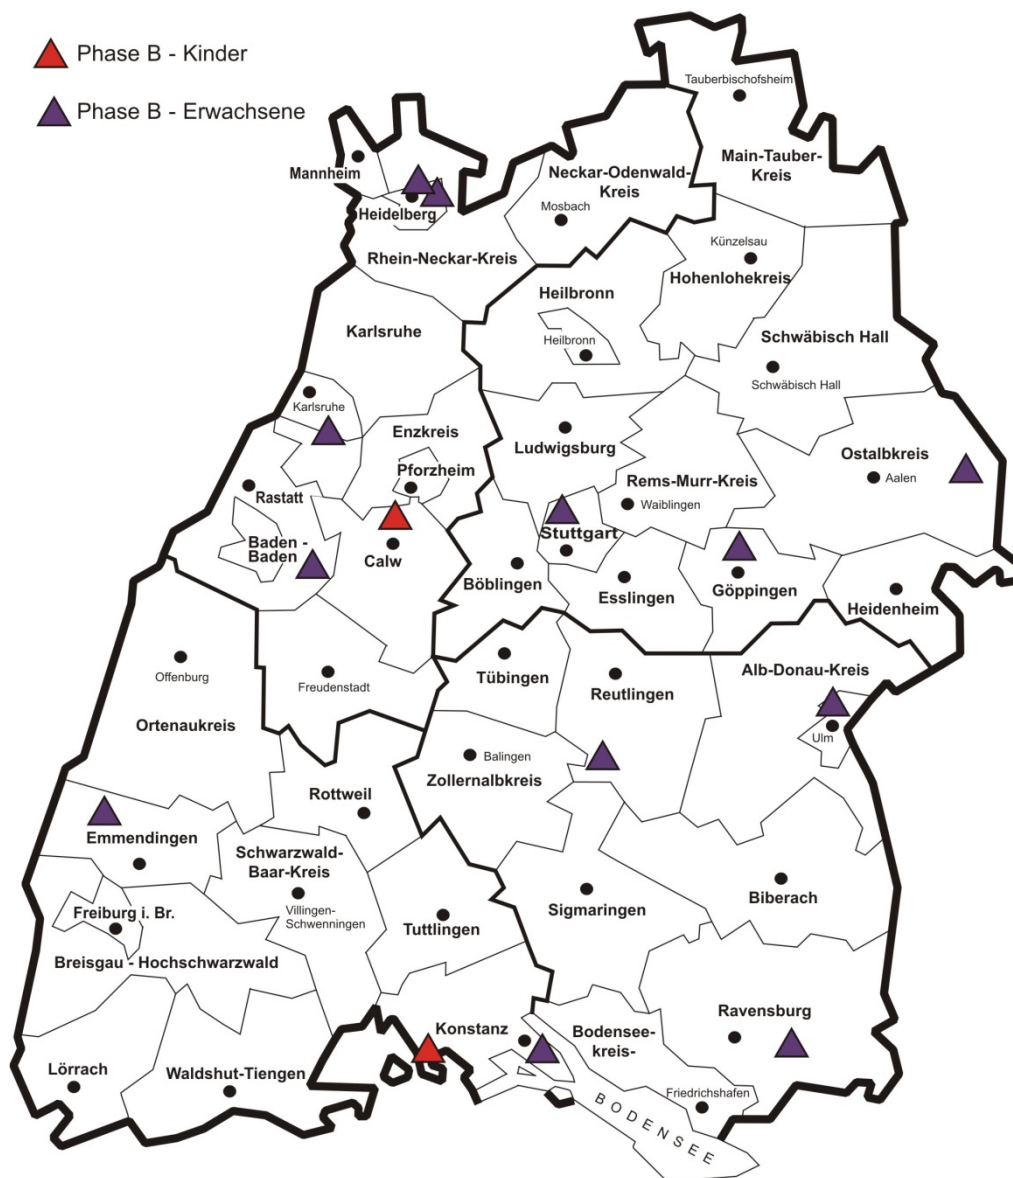 Phase B - Kinder
Phase B - Erwachsene
Tauberbischofsheim
Main-Tauber-
Kreis
Mannheim
Neckar-Odenwald-
Kreis
Mosbach
Heidelberg
Rhein-Neckar-Kreis
Künzelsau
Hohenlohekreis
Heilbronn
Heilbronn
Karlsruhe
Schwäbisch Hall
Schwäbisch Hall
Karlsruhe
Enzkreis
Ludwigsburg
Ostalbkreis
Aalen
Pforzheim
Rems-Murr-Kreis
Waiblingen
Rastatt
Baden -
Baden
Calw
Stuttgart
Böblingen
Esslingen
Göppingen
Heidenheim
Offenburg
Freudenstadt
Tübingen
Reutlingen
Alb-Donau-Kreis
Ulm
Ortenaukreis
Balingen
Zollernalbkreis
Rottweil
Emmendingen
Schwarzwald-
Baar-Kreis
Villingen-
Schwenningen
Sigmaringen
Biberach
Freiburg i. Br.
Tuttlingen
Breisgau - Hochschwarzwald
Konstanz
Bodensee-
kreis-
Ravensburg
Lörrach
Waldshut-Tiengen
Friedrichshafen
BODENSEE